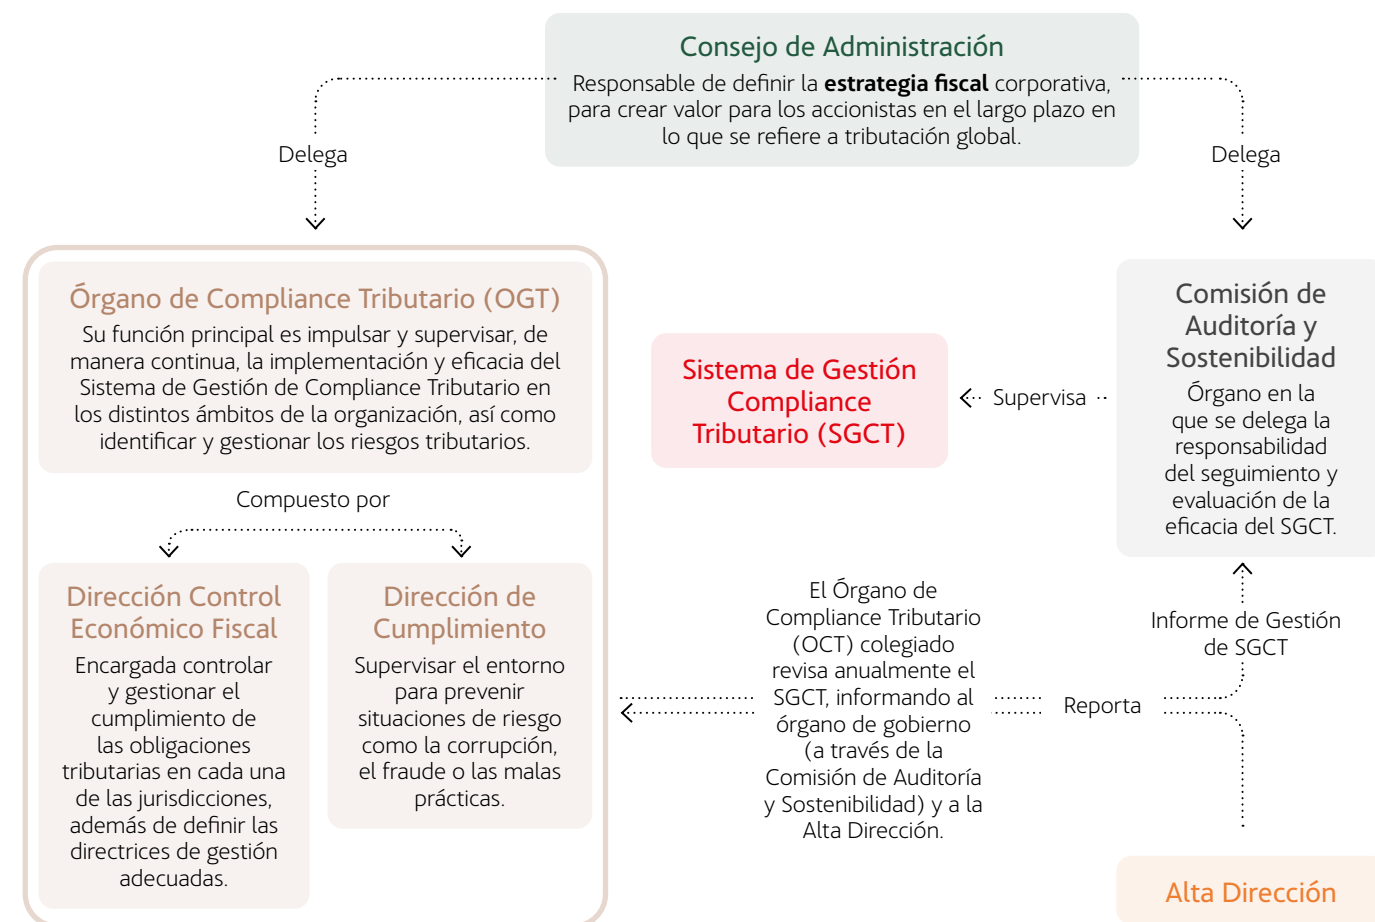 Consejo de Administración
Responsable de definir la estrategia fiscal corporativa,
para crear valor para los accionistas en el largo plazo en
lo que se refiere a tributación global.
Delega
Delega
Órgano de Compliance Tributario (OGT)
Su función principal es impulsar y supervisar, de
manera continua, la implementación y eficacia del
Sistema de Gestión de Compliance Tributario en
los distintos ámbitos de la organización, así como
identificar y gestionar los riesgos tributarios.
Compuesto por
Dirección Control
Económico Fiscal
Encargada controlar
y gestionar el
cumplimiento de
las obligaciones
tributarias en cada una
de las jurisdicciones,
además de definir las
directrices de gestión
adecuadas.
Dirección de
Cumplimiento
Supervisar el entorno
para prevenir
situaciones de riesgo
como la corrupción,
el fraude o las malas
prácticas.
Sistema de Gestión
Compliance
Tributario (SGCT)
Supervisa
Comisión de
Auditoría y
Sostenibilidad
Órgano en la
que se delega la
responsabilidad
del seguimiento y
evaluación de la
eficacia del SGCT.
El Órgano de
Compliance Tributario
(OCT) colegiado
revisa anualmente el
SGCT, informando al
órgano de gobierno
(a través de la
Comisión de Auditoría
y Sostenibilidad) y a la
Alta Dirección.
Reporta
Informe de Gestión
de SGCT
Alta Dirección